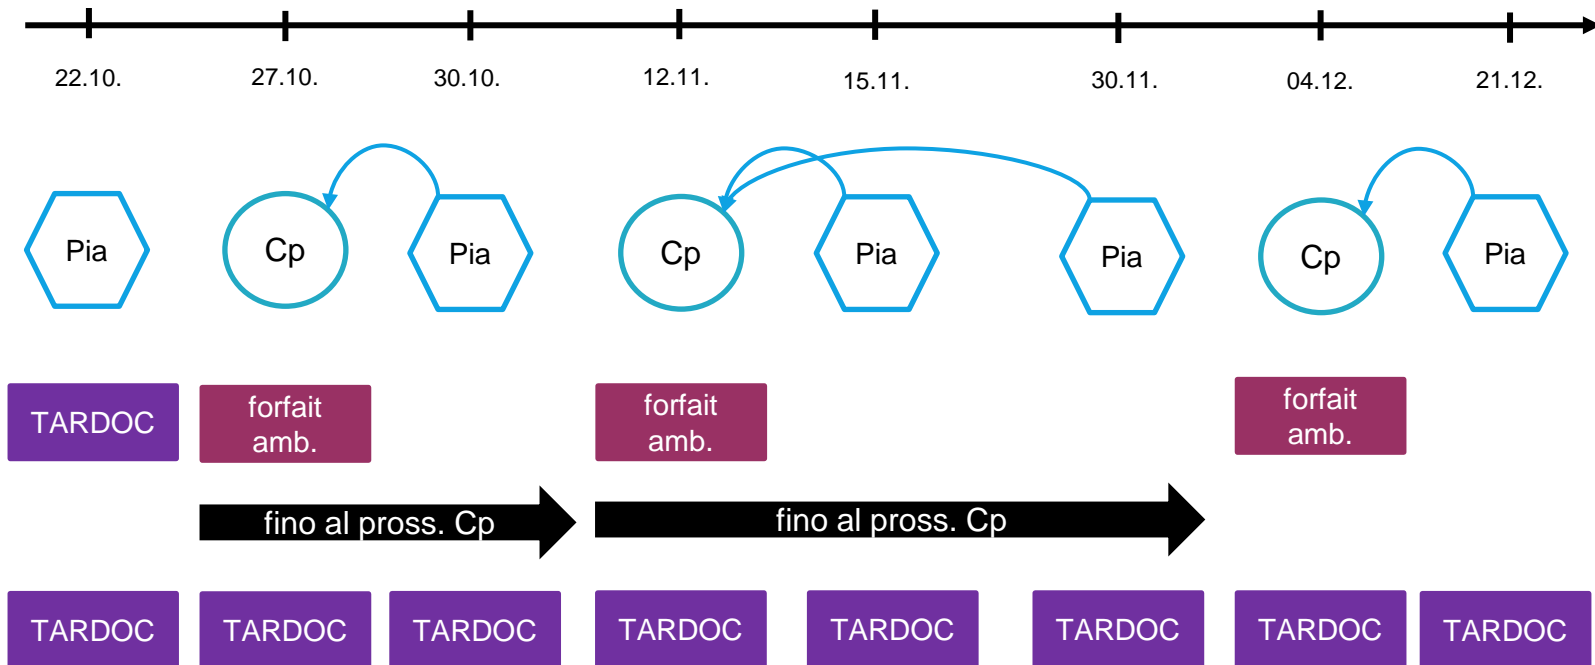 22.10. 27.10. 30.10. 12.11. 15.11. 30.11. 04.12. 21.12.
Pia Cp Pia Cp Pia Pia Cp Pia
TARDOC
forfait
amb.
forfait
amb.
forfait
amb.
fino al pross. Cp
fino al pross. Cp
TARDOC TARDOC TARDOC TARDOC TARDOC TARDOC TARDOC TARDOC